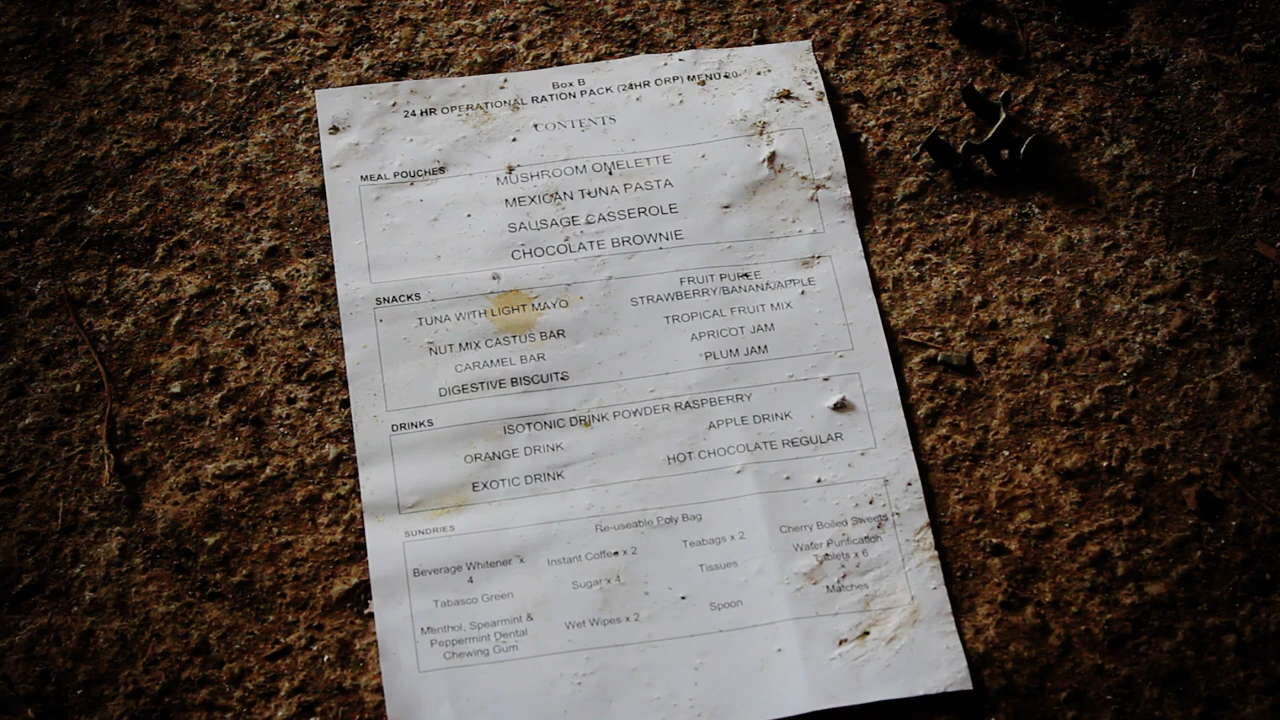 Box B
24 HR OPERATIONAL RATION PACK (24HR ORP) MENU 20
CONTENTS
MEAL POUCHES
MUSHROOM OMELETTE
MEXICAN TUNA PASTA
SAUSAGE CASSEROLE
CHOCOLATE BROWNIE
SNACKS
TUNA WITH LIGHT MAYO
NUT MIX CASTUS BAR
CARAMEL BAR
DIGESTIVE BISCUITS
FRUIT PUREE
STRAWBERRY/BANANA/APPLE
TROPICAL FRUIT MIX
APRICOT JAM
PLUM JAM
DRINKS
ISOTONIC DRINK POWDER RASPBERRY
ORANGE DRINK
APPLE DRINK
EXOTIC DRINK
HOT CHOCOLATE REGULAR
SUNDRIES
Re-useable Poly Bag
Beverage Whitener x
4
Instant Coffee x 2
Teabags x 2
Cherry Boiled Sweets
Tabasco Green
Sugar x 4
Tissues
Water Purification
Tablets x 6
Menthol, Spearmint &
Peppermint Dental
Chewing Gum
Wet Wipes x 2
Spoon
Matches